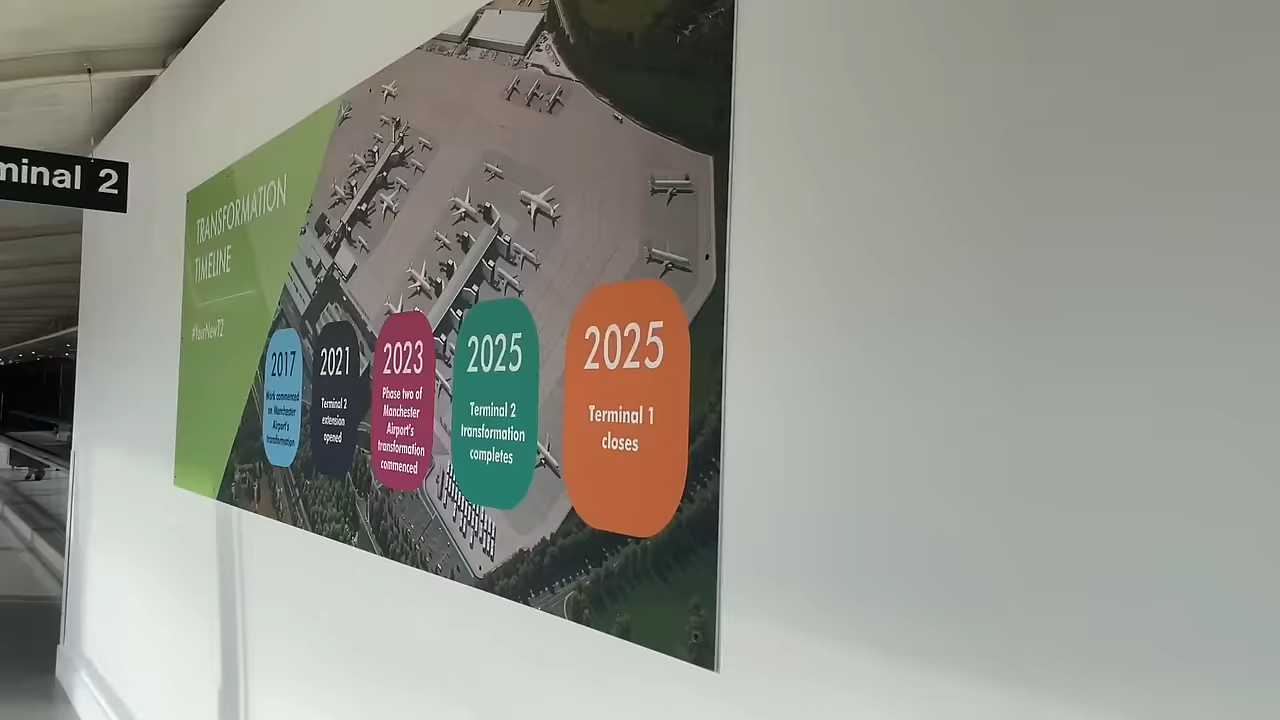 minal 2
TRANSFORMATION
TIMELINE
#YourNewT2
2017
Work commenced
on Manchester
Airport's
transformation
2021
Terminal 2
extension
opened
2023
Phase two of
Manchester
Airport's
transformation
commenced
2025
Terminal 2
transformation
completes
2025
Terminal 1
closes